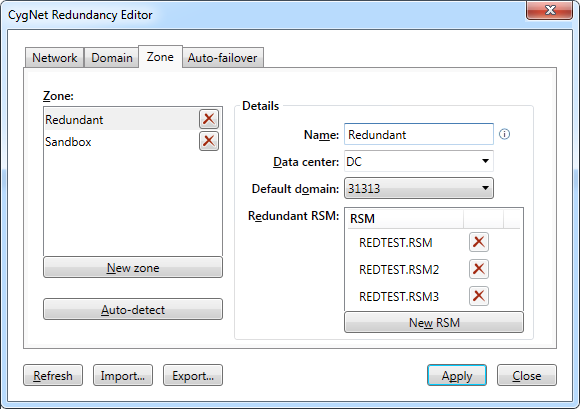 CygNet Redundancy Editor
Network Domain Zone Auto-failover
Zone:
Redundant
Sandbox
New zone
Auto-detect
Details
Name: Redundant
Data center: DC
Default domain: 31313
Redundant RSM: RSM
REDTEST.RSM
REDTEST.RSM2
REDTEST.RSM3
New RSM
Refresh Import... Export... Apply Close